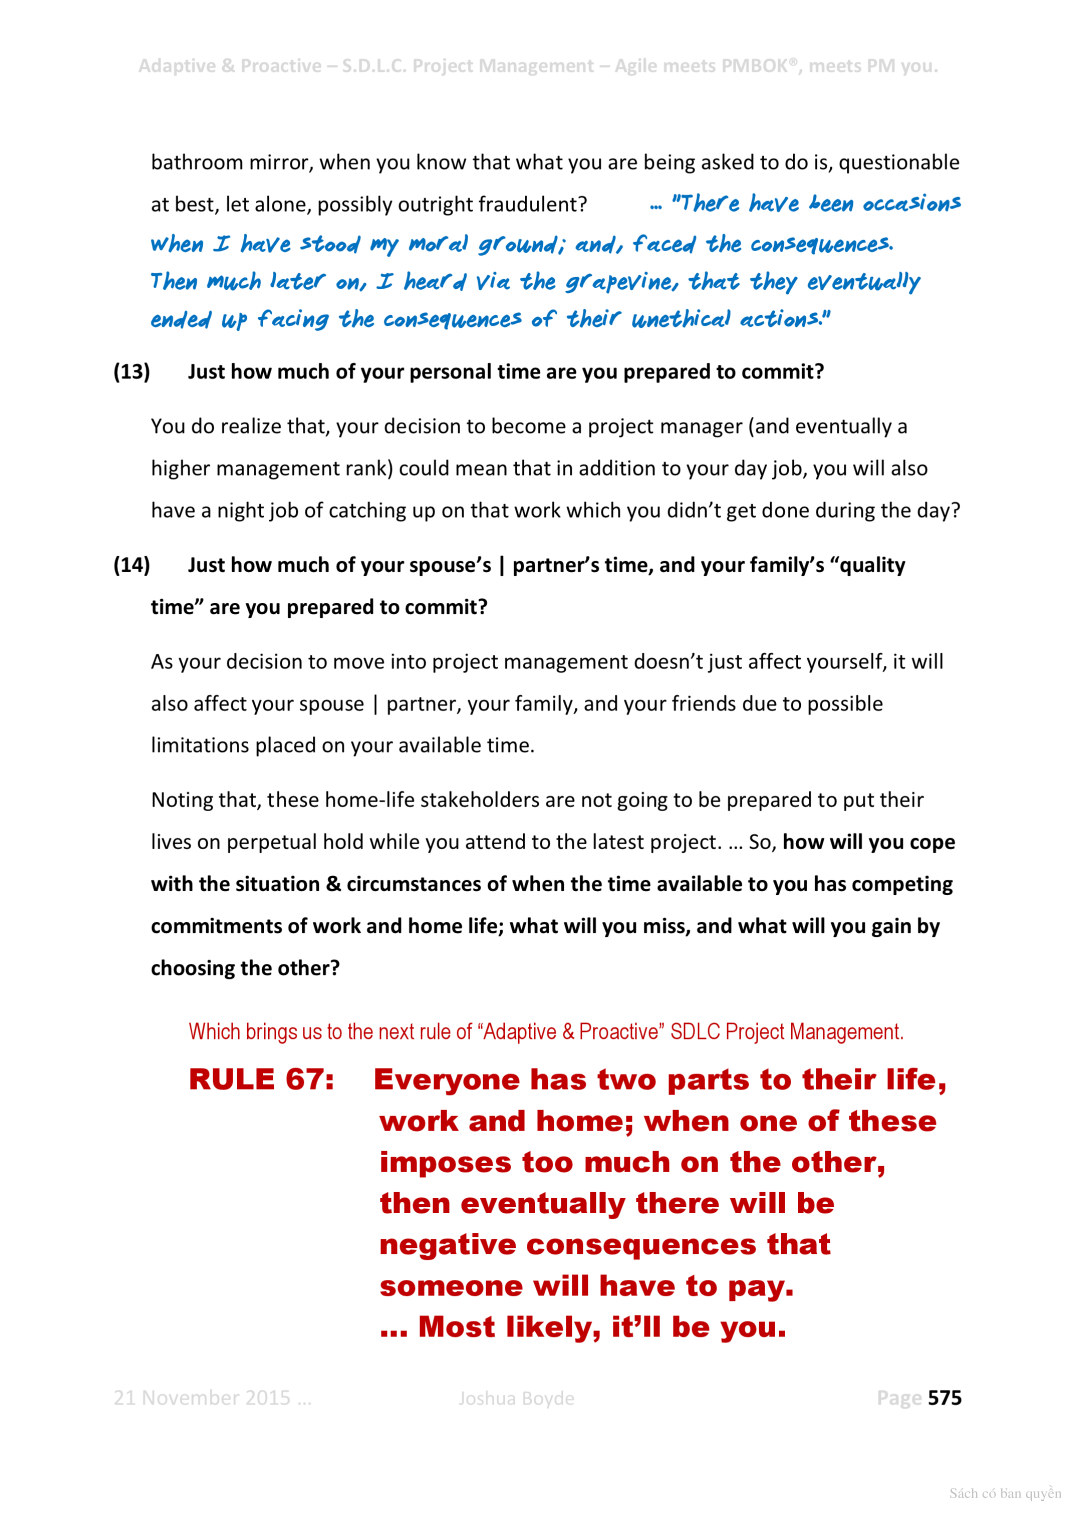 Adaptive & Proactive – S.D.L.C. Project Management – Agile meets PMBOK®, meets PM you.
bathroom mirror, when you know that what you are being asked to do is, questionable
at best, let alone, possibly outright fraudulent? ... "There have been occasions
when I have stood my moral ground; and, faced the consequences.
Then much later on, I heard via the grapevine, that they eventually
ended up facing the consequences of their unethical actions."
(13) Just how much of your personal time are you prepared to commit?
You do realize that, your decision to become a project manager (and eventually a
higher management rank) could mean that in addition to your day job, you will also
have a night job of catching up on that work which you didn’t get done during the day?
(14) Just how much of your spouse’s | partner’s time, and your family’s “quality
time” are you prepared to commit?
As your decision to move into project management doesn’t just affect yourself, it will
also affect your spouse | partner, your family, and your friends due to possible
limitations placed on your available time.
Noting that, these home-life stakeholders are not going to be prepared to put their
lives on perpetual hold while you attend to the latest project. ... So, how will you cope
with the situation & circumstances of when the time available to you has competing
commitments of work and home life; what will you miss, and what will you gain by
choosing the other?
Which brings us to the next rule of “Adaptive & Proactive” SDLC Project Management.
RULE 67: Everyone has two parts to their life,
work and home; when one of these
imposes too much on the other,
then eventually there will be
negative consequences that
someone will have to pay.
... Most likely, it’ll be you.
21 November 2015 ... Joshua Boyde Page 575
Sách có bản quyền